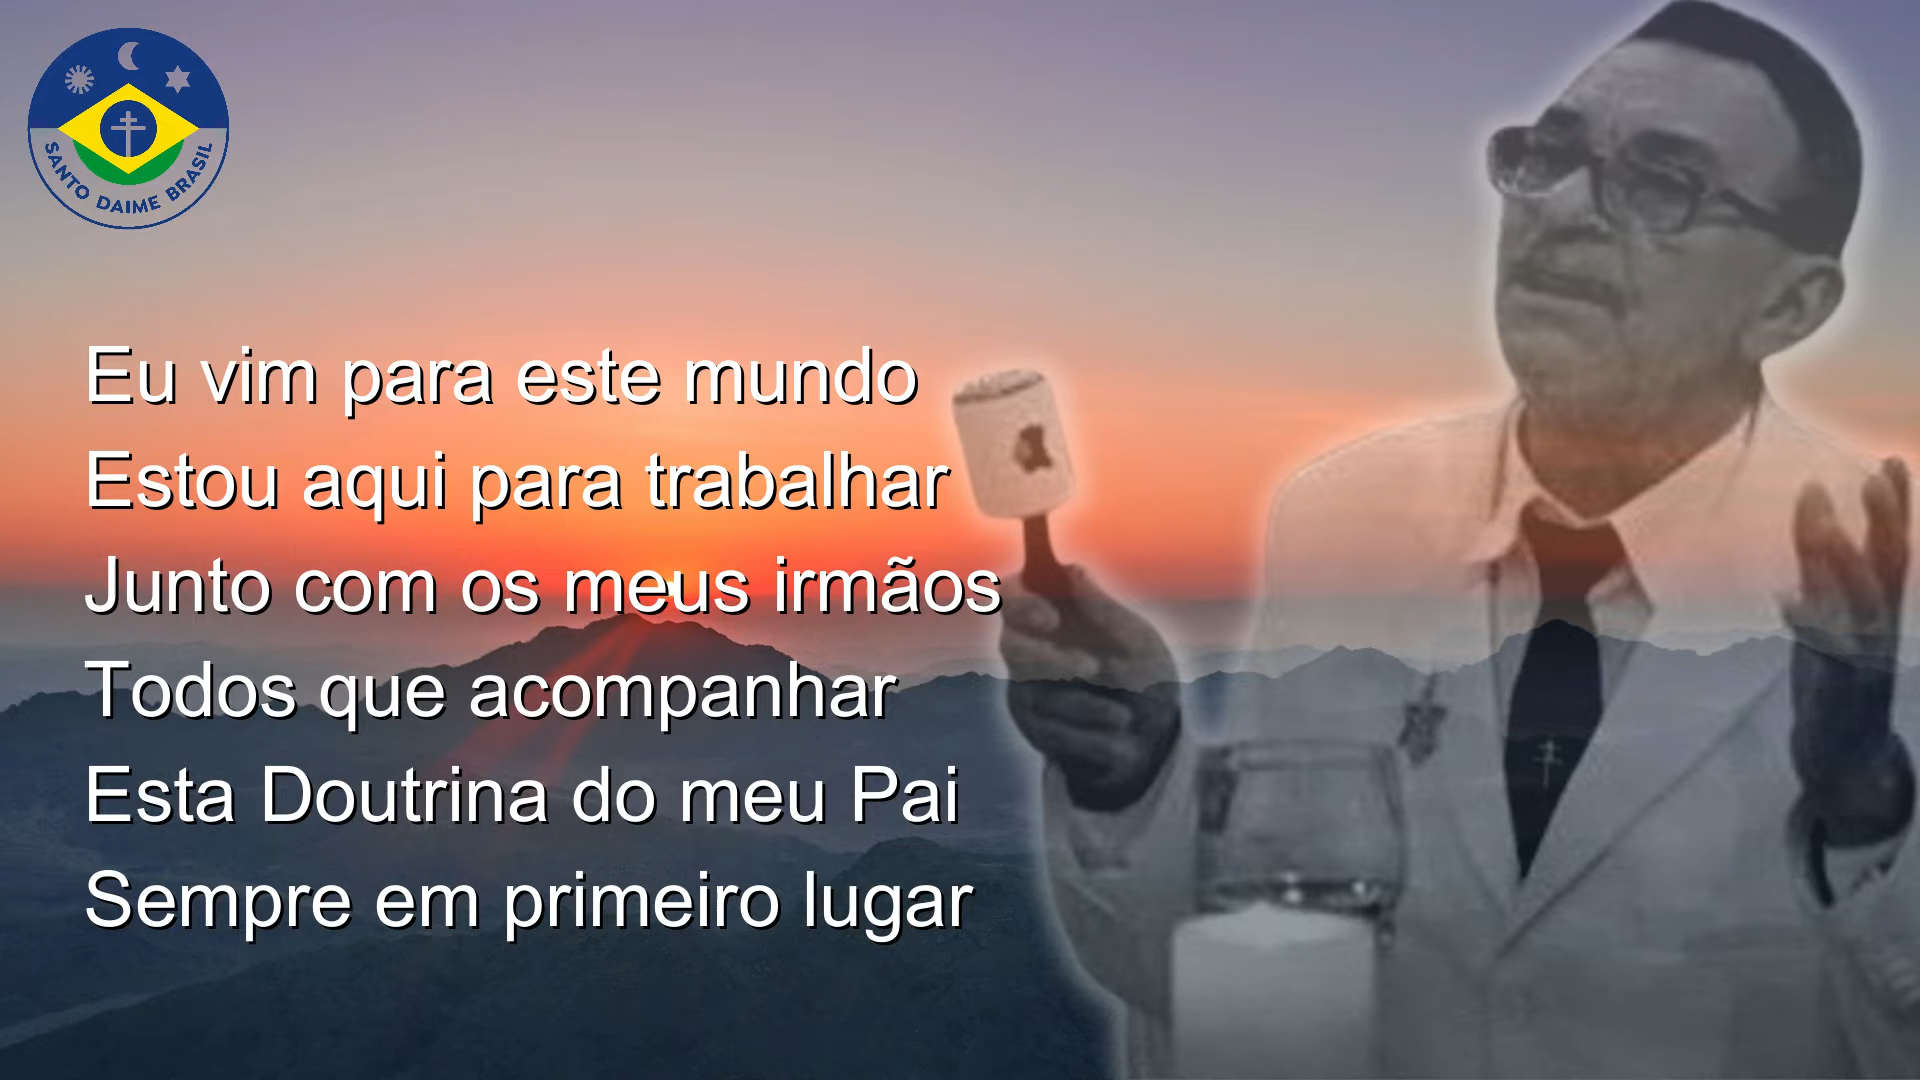 SANTO DAIME BRASIL
Eu vim para este mundo
Estou aqui para trabalhar
Junto com os meus irmãos
Todos que acompanhar
Esta Doutrina do meu Pai
Sempre em primeiro lugar